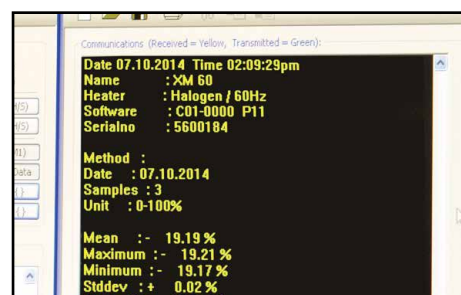 Communications (Received = Yellow, Transmitted = Green):
Date 07.10.2014 Time 02:09:29pm
Name : XM 60
Heater : Halogen / 60Hz
Software : C01-0000 P11
Serialno : 5600184
Method :
Date : 07.10.2014
Samples : 3
Unit : 0-100%
Mean : - 19.19 %
Maximum : - 19.21 %
Minimum : - 19.17 %
Stddev : + 0.02 %
Data